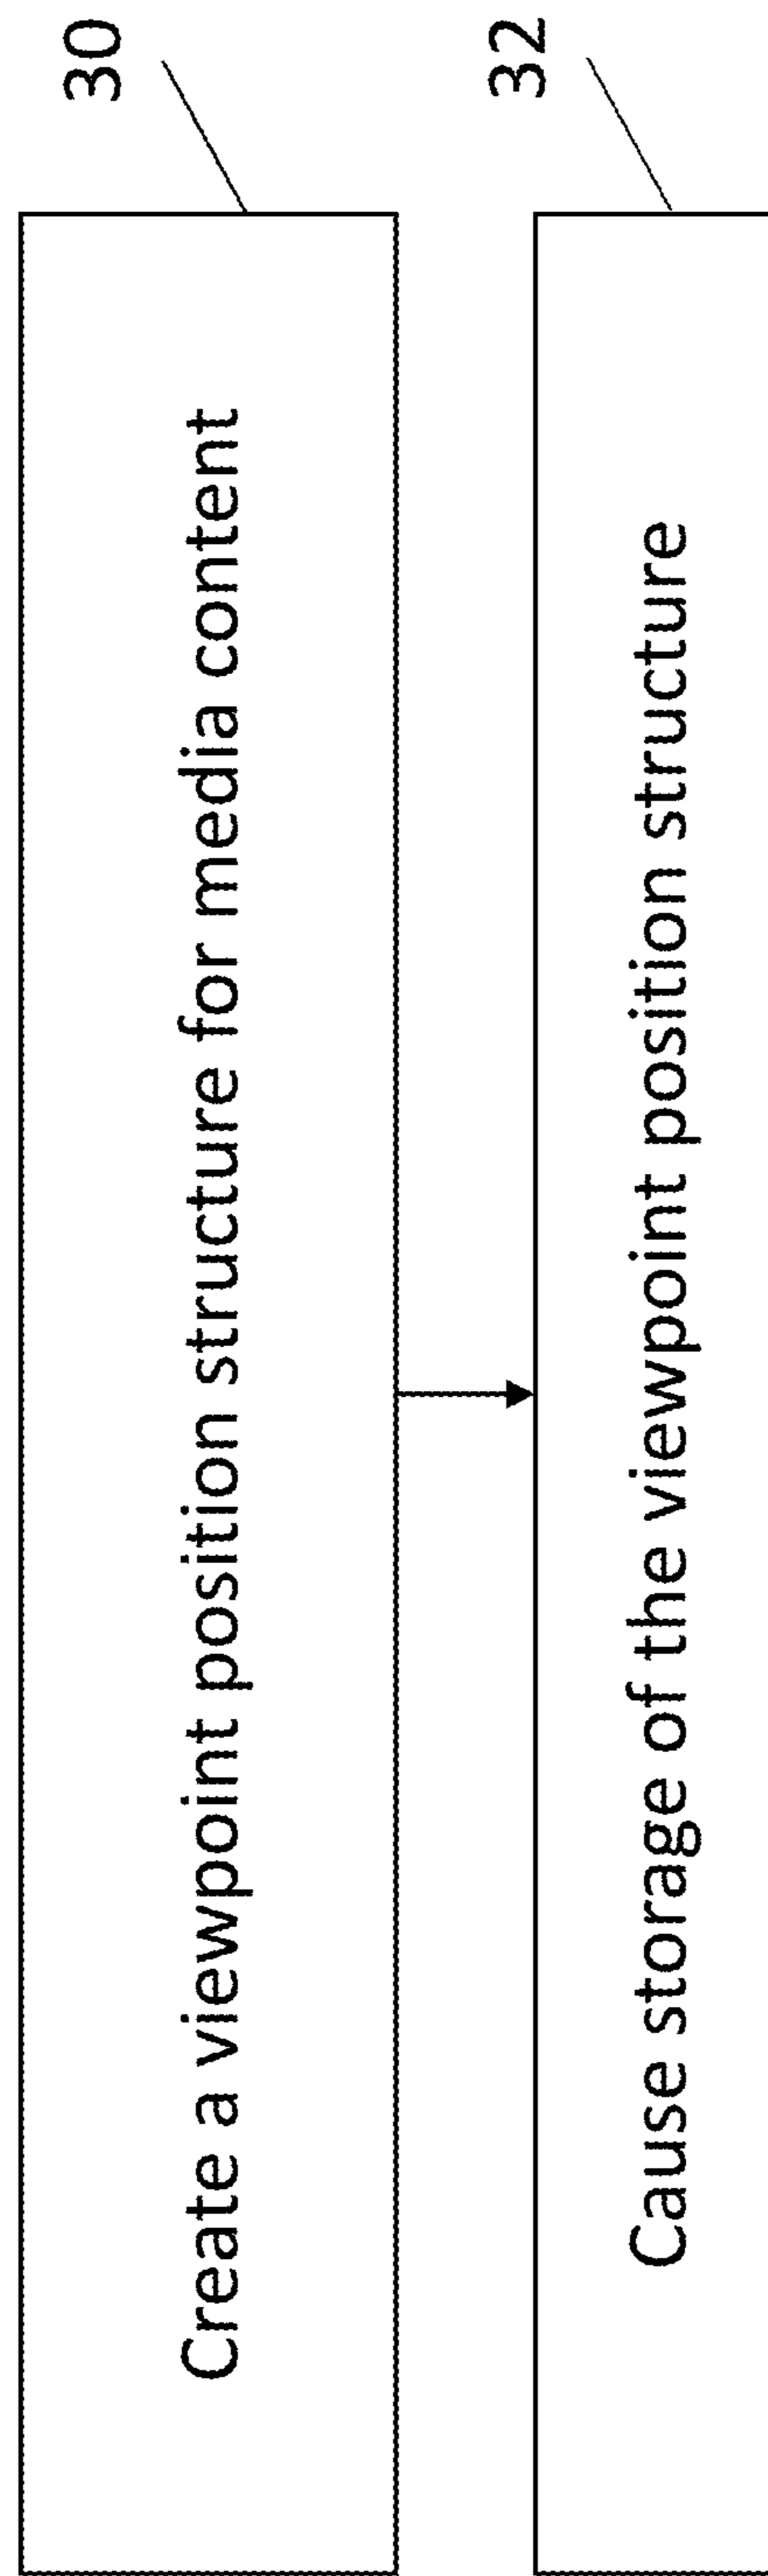 Create a viewpoint position structure for media content
30
Cause storage of the viewpoint position structure
32